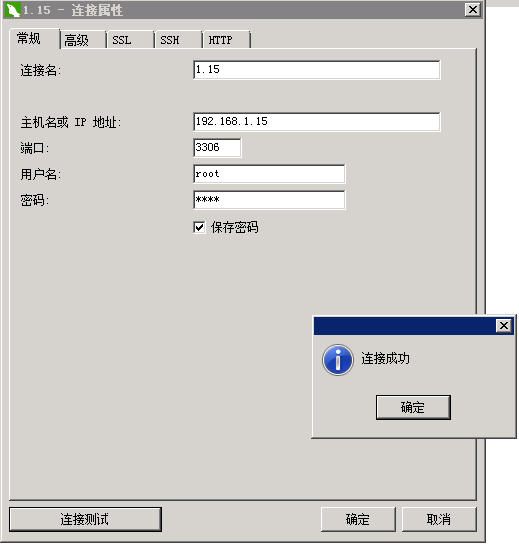 1.15 - 连接属性
常规 高级 SSL SSH HTTP
连接名: 1.15
主机名或 IP 地址: 192.168.1.15
端口: 3306
用户名: root
密码: ****
保存密码
连接成功
确定
连接测试 确定 取消